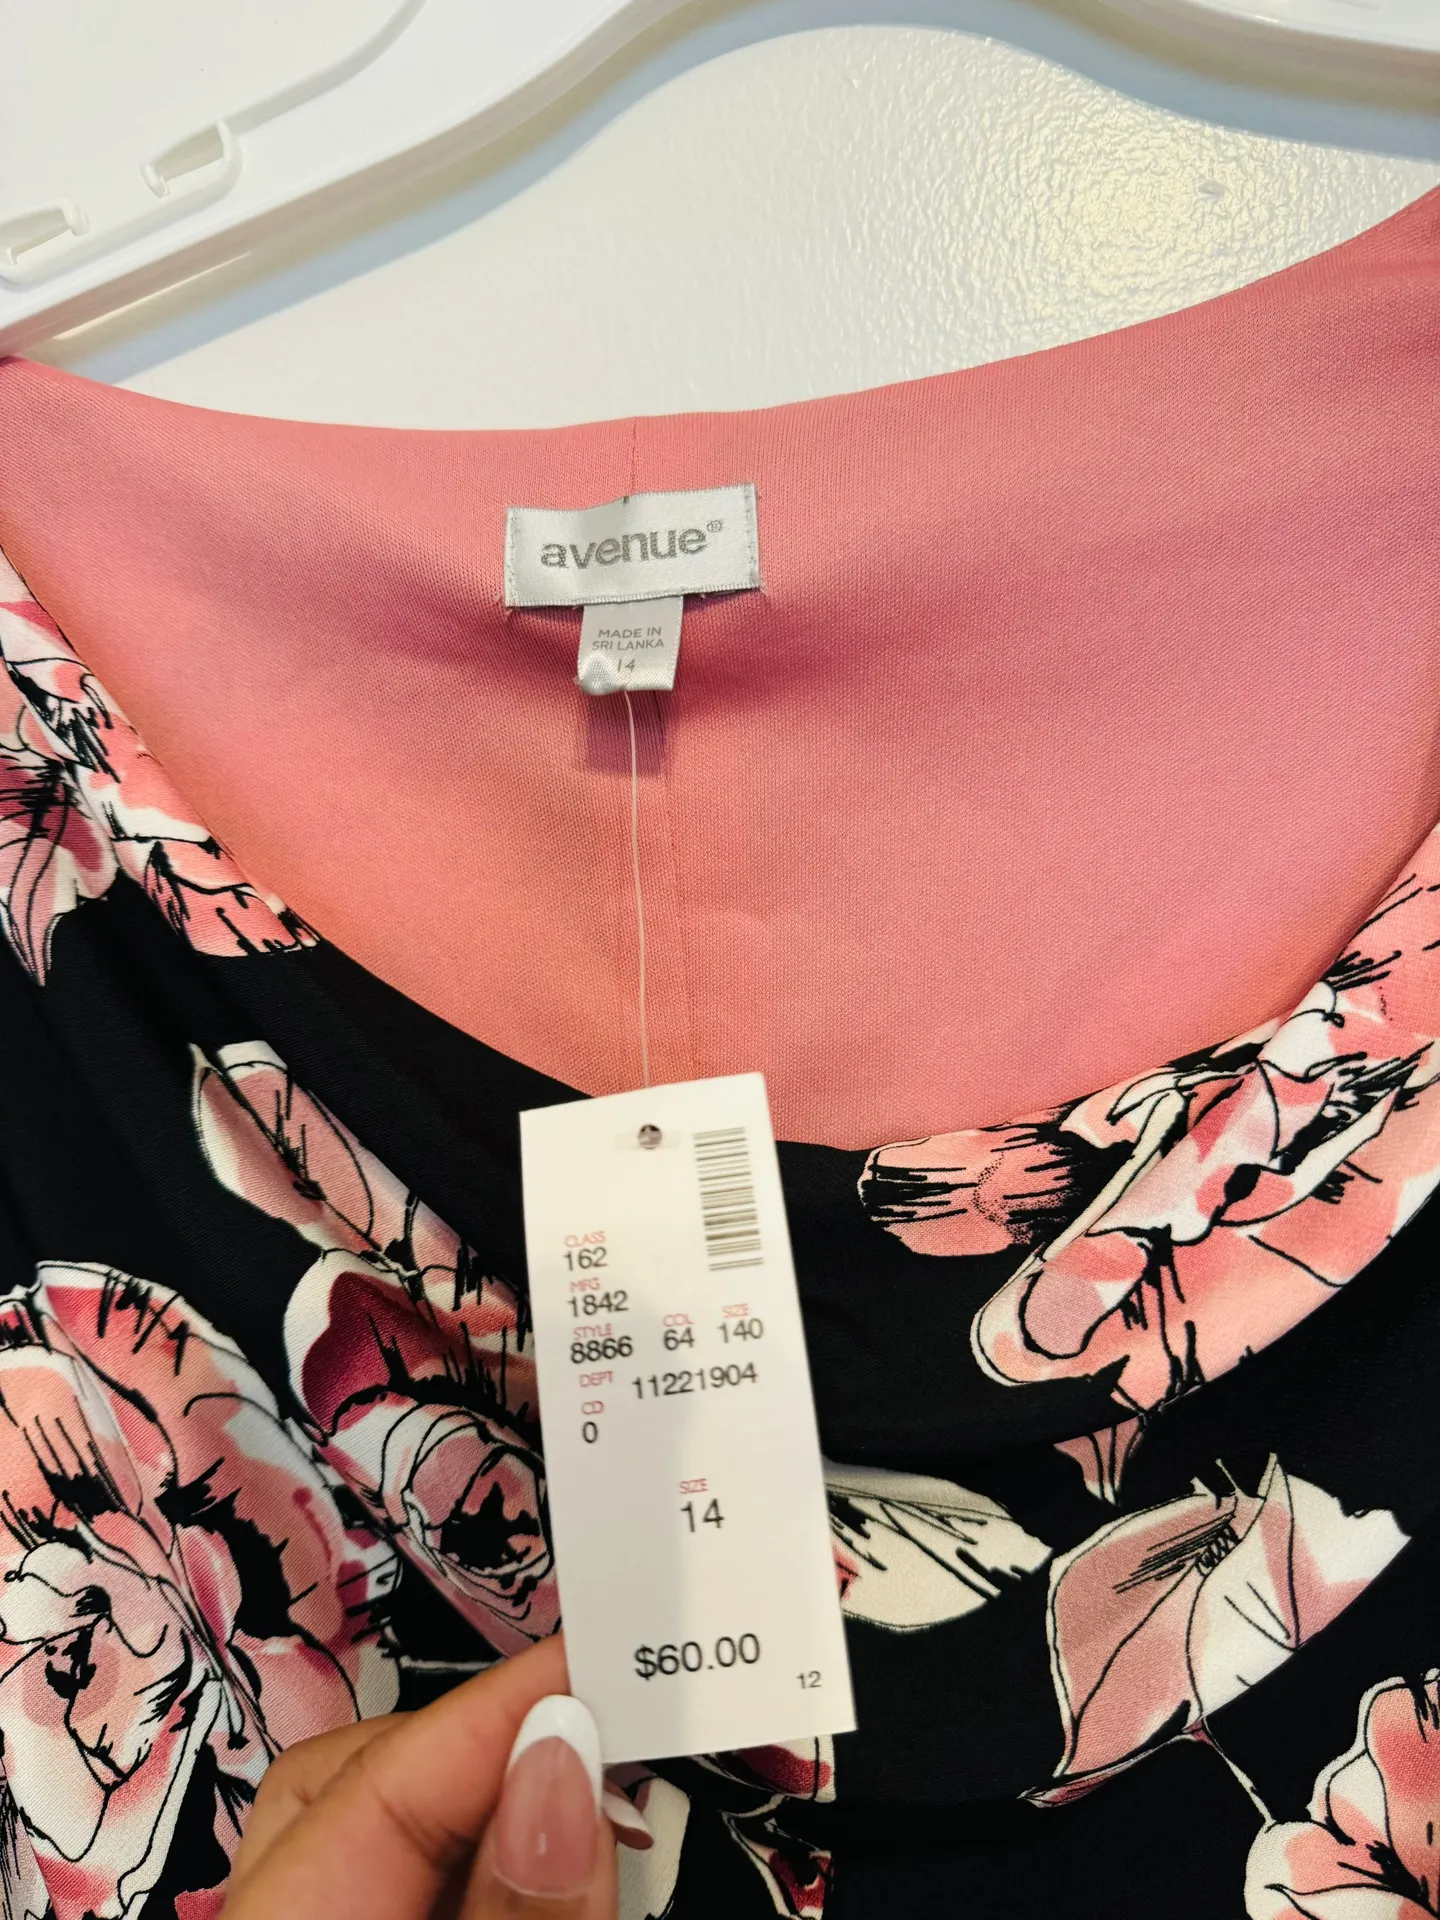 avenue®
MADE IN
SRI LANKA
14
CLASS
162
MFG
1842
STYLE COL SIZE
8866 64 140
DEPT 11221904
CD
0
SIZE
14
$60.00
12